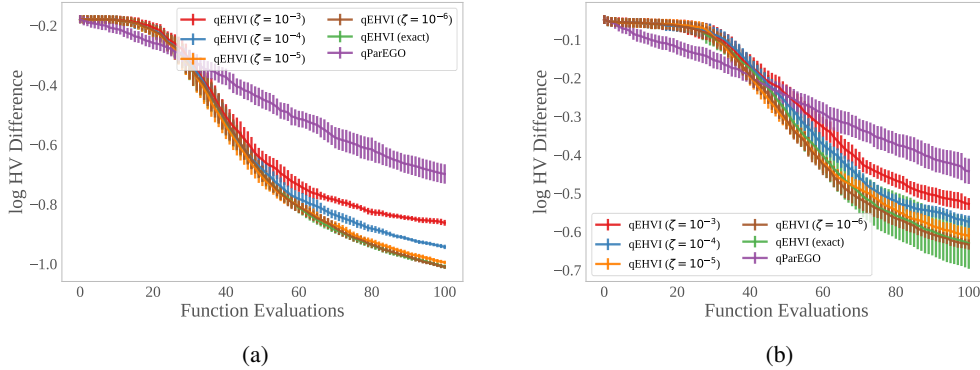 −0.2
−0.4
−0.6
−0.8
−1.0
log HV Difference
0 20 40 60 80 100
Function Evaluations
qEHVI (ζ = 10⁻³)
qEHVI (ζ = 10⁻⁴)
qEHVI (ζ = 10⁻⁵)
qEHVI (ζ = 10⁻⁶)
qEHVI (exact)
qParEGO
(a)
−0.1
−0.2
−0.3
−0.4
−0.5
−0.6
−0.7
log HV Difference
0 20 40 60 80 100
Function Evaluations
qEHVI (ζ = 10⁻³)
qEHVI (ζ = 10⁻⁴)
qEHVI (ζ = 10⁻⁵)
qEHVI (ζ = 10⁻⁶)
qEHVI (exact)
qParEGO
(b)